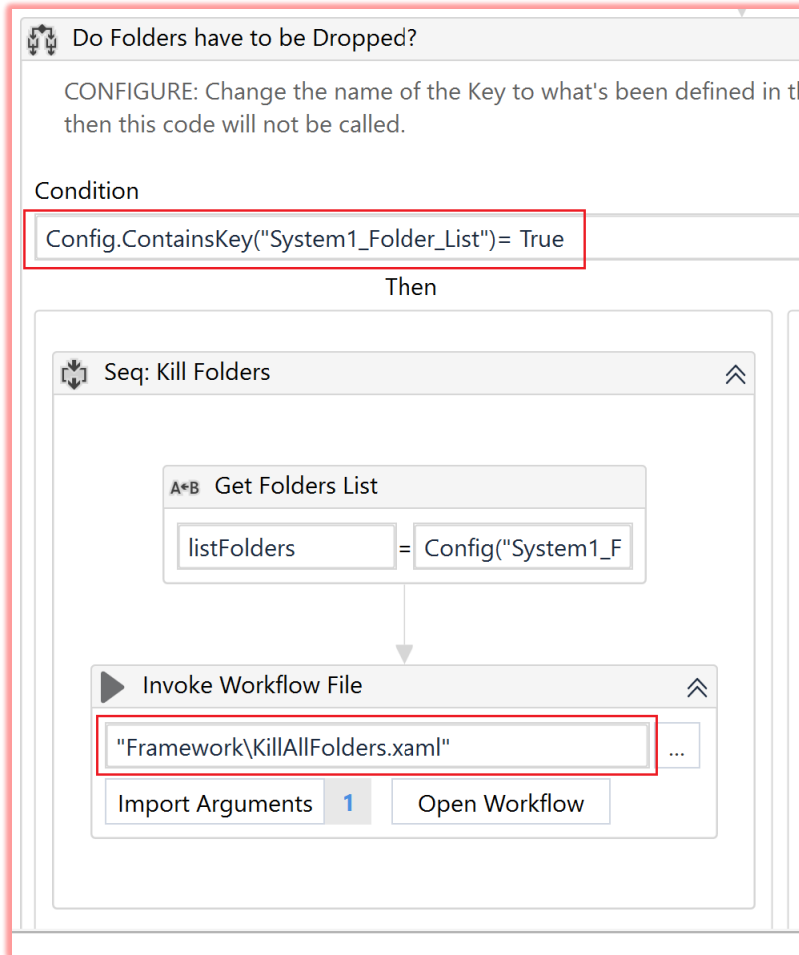 Do Folders have to be Dropped?
CONFIGURE: Change the name of the Key to what's been defined in
then this code will not be called.
Condition
Config.ContainsKey("System1_Folder_List")= True
Then
Seq: Kill Folders
A←B Get Folders List
listFolders = Config("System1_F
Invoke Workflow File
"Framework\KillAllFolders.xaml" ...
Import Arguments 1 Open Workflow